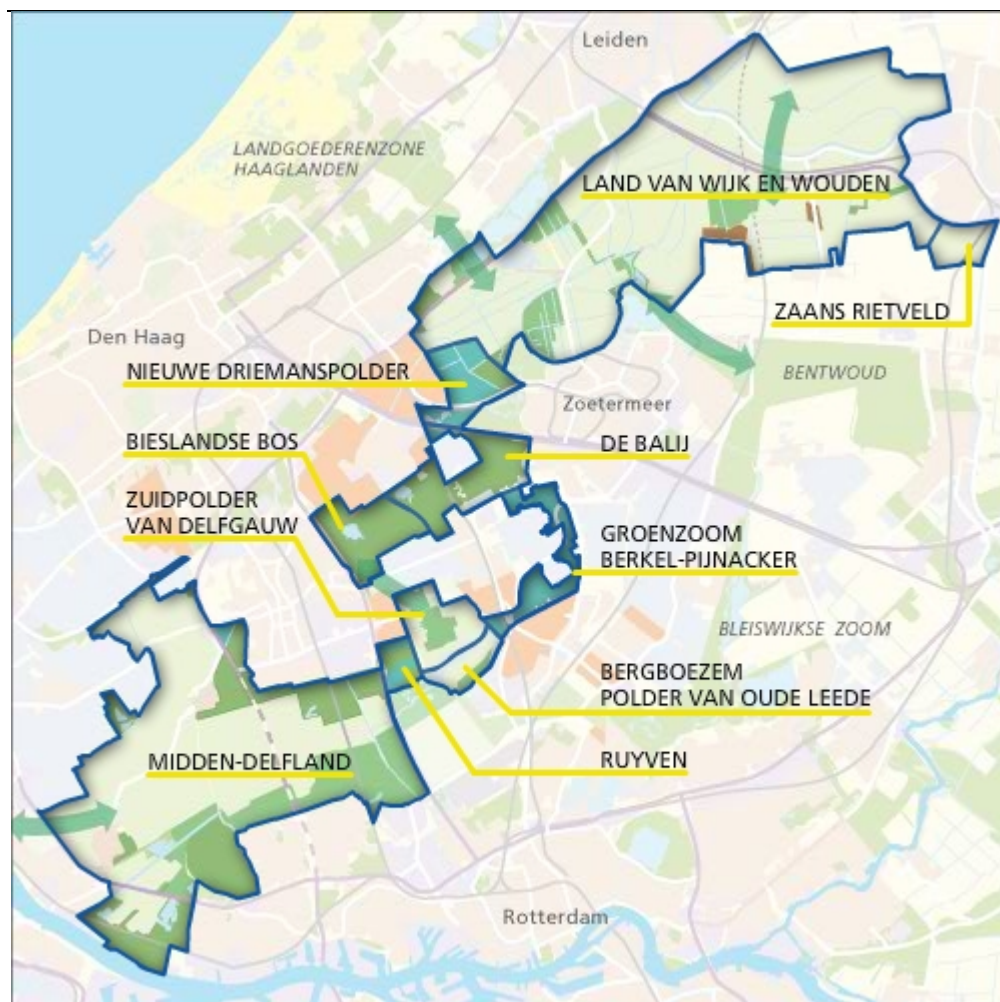 Leiden
LANDGOEDERENZONE
HAAGLANDEN
LAND VAN WIJK EN WOUDEN
ZAANS RIETVELD
Den Haag
NIEUWE DRIEMANSPOLDER
BENTWOUD
Zoetermeer
BIESLANDSE BOS
DE BALIJ
ZUIDPOLDER
VAN DELFGAUW
GROENZOOM
BERKEL-PIJNACKER
BLEISWIJKSE ZOOM
BERGBOEZEM
POLDER VAN OUDE LEEDE
MIDDEN-DELFLAND
RUYVEN
Rotterdam